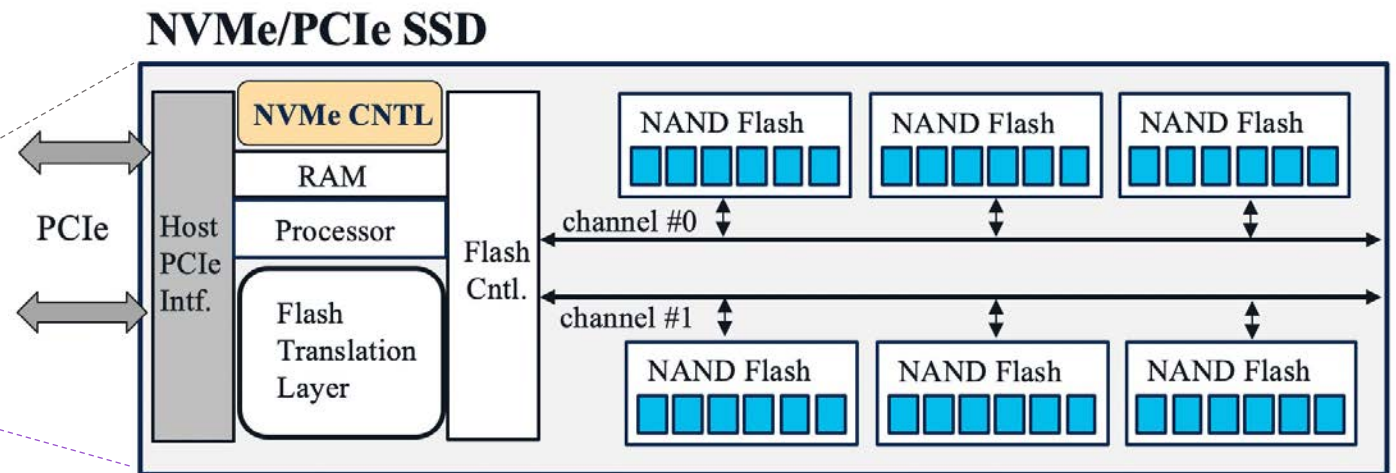 NVMe/PCIe SSD
PCIe
Host
PCIe
Intf.
NVMe CNTL
RAM
Processor
Flash
Translation
Layer
Flash
Cntl.
NAND Flash
NAND Flash
NAND Flash
channel #0
channel #1
NAND Flash
NAND Flash
NAND Flash